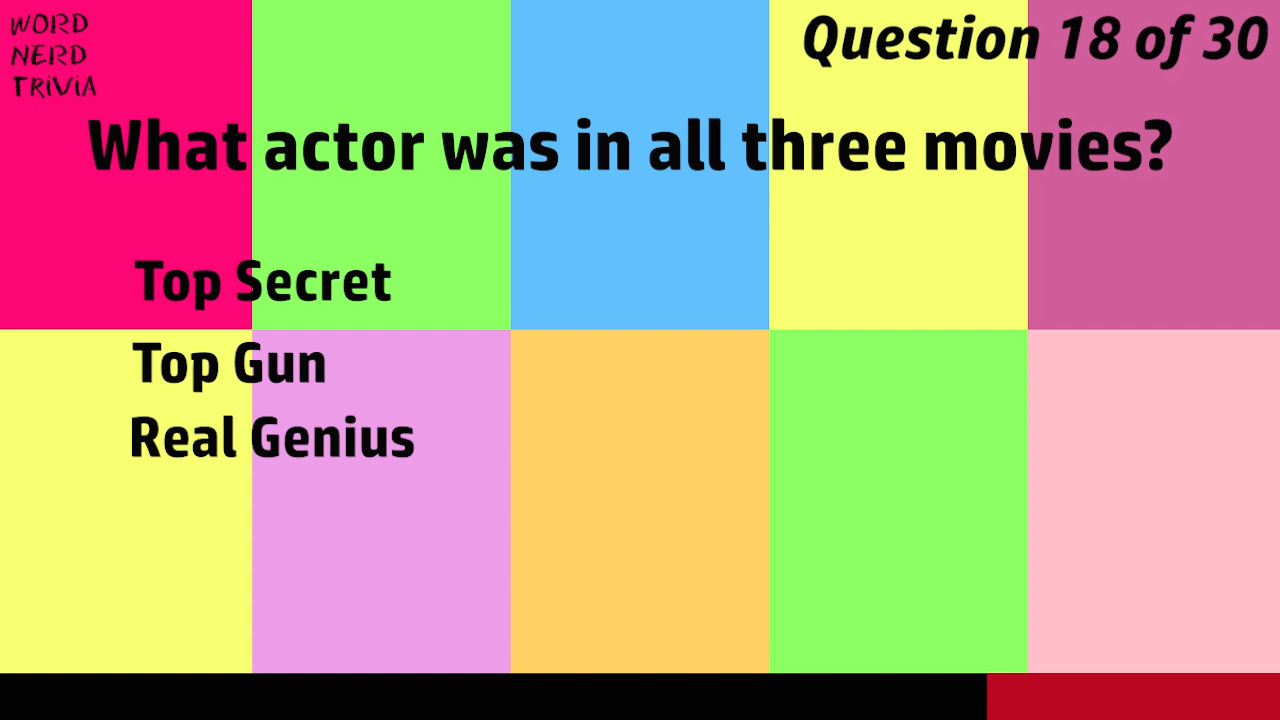 WORD
NERD
TRiViA
Question 18 of 30
What actor was in all three movies?
Top Secret
Top Gun
Real Genius